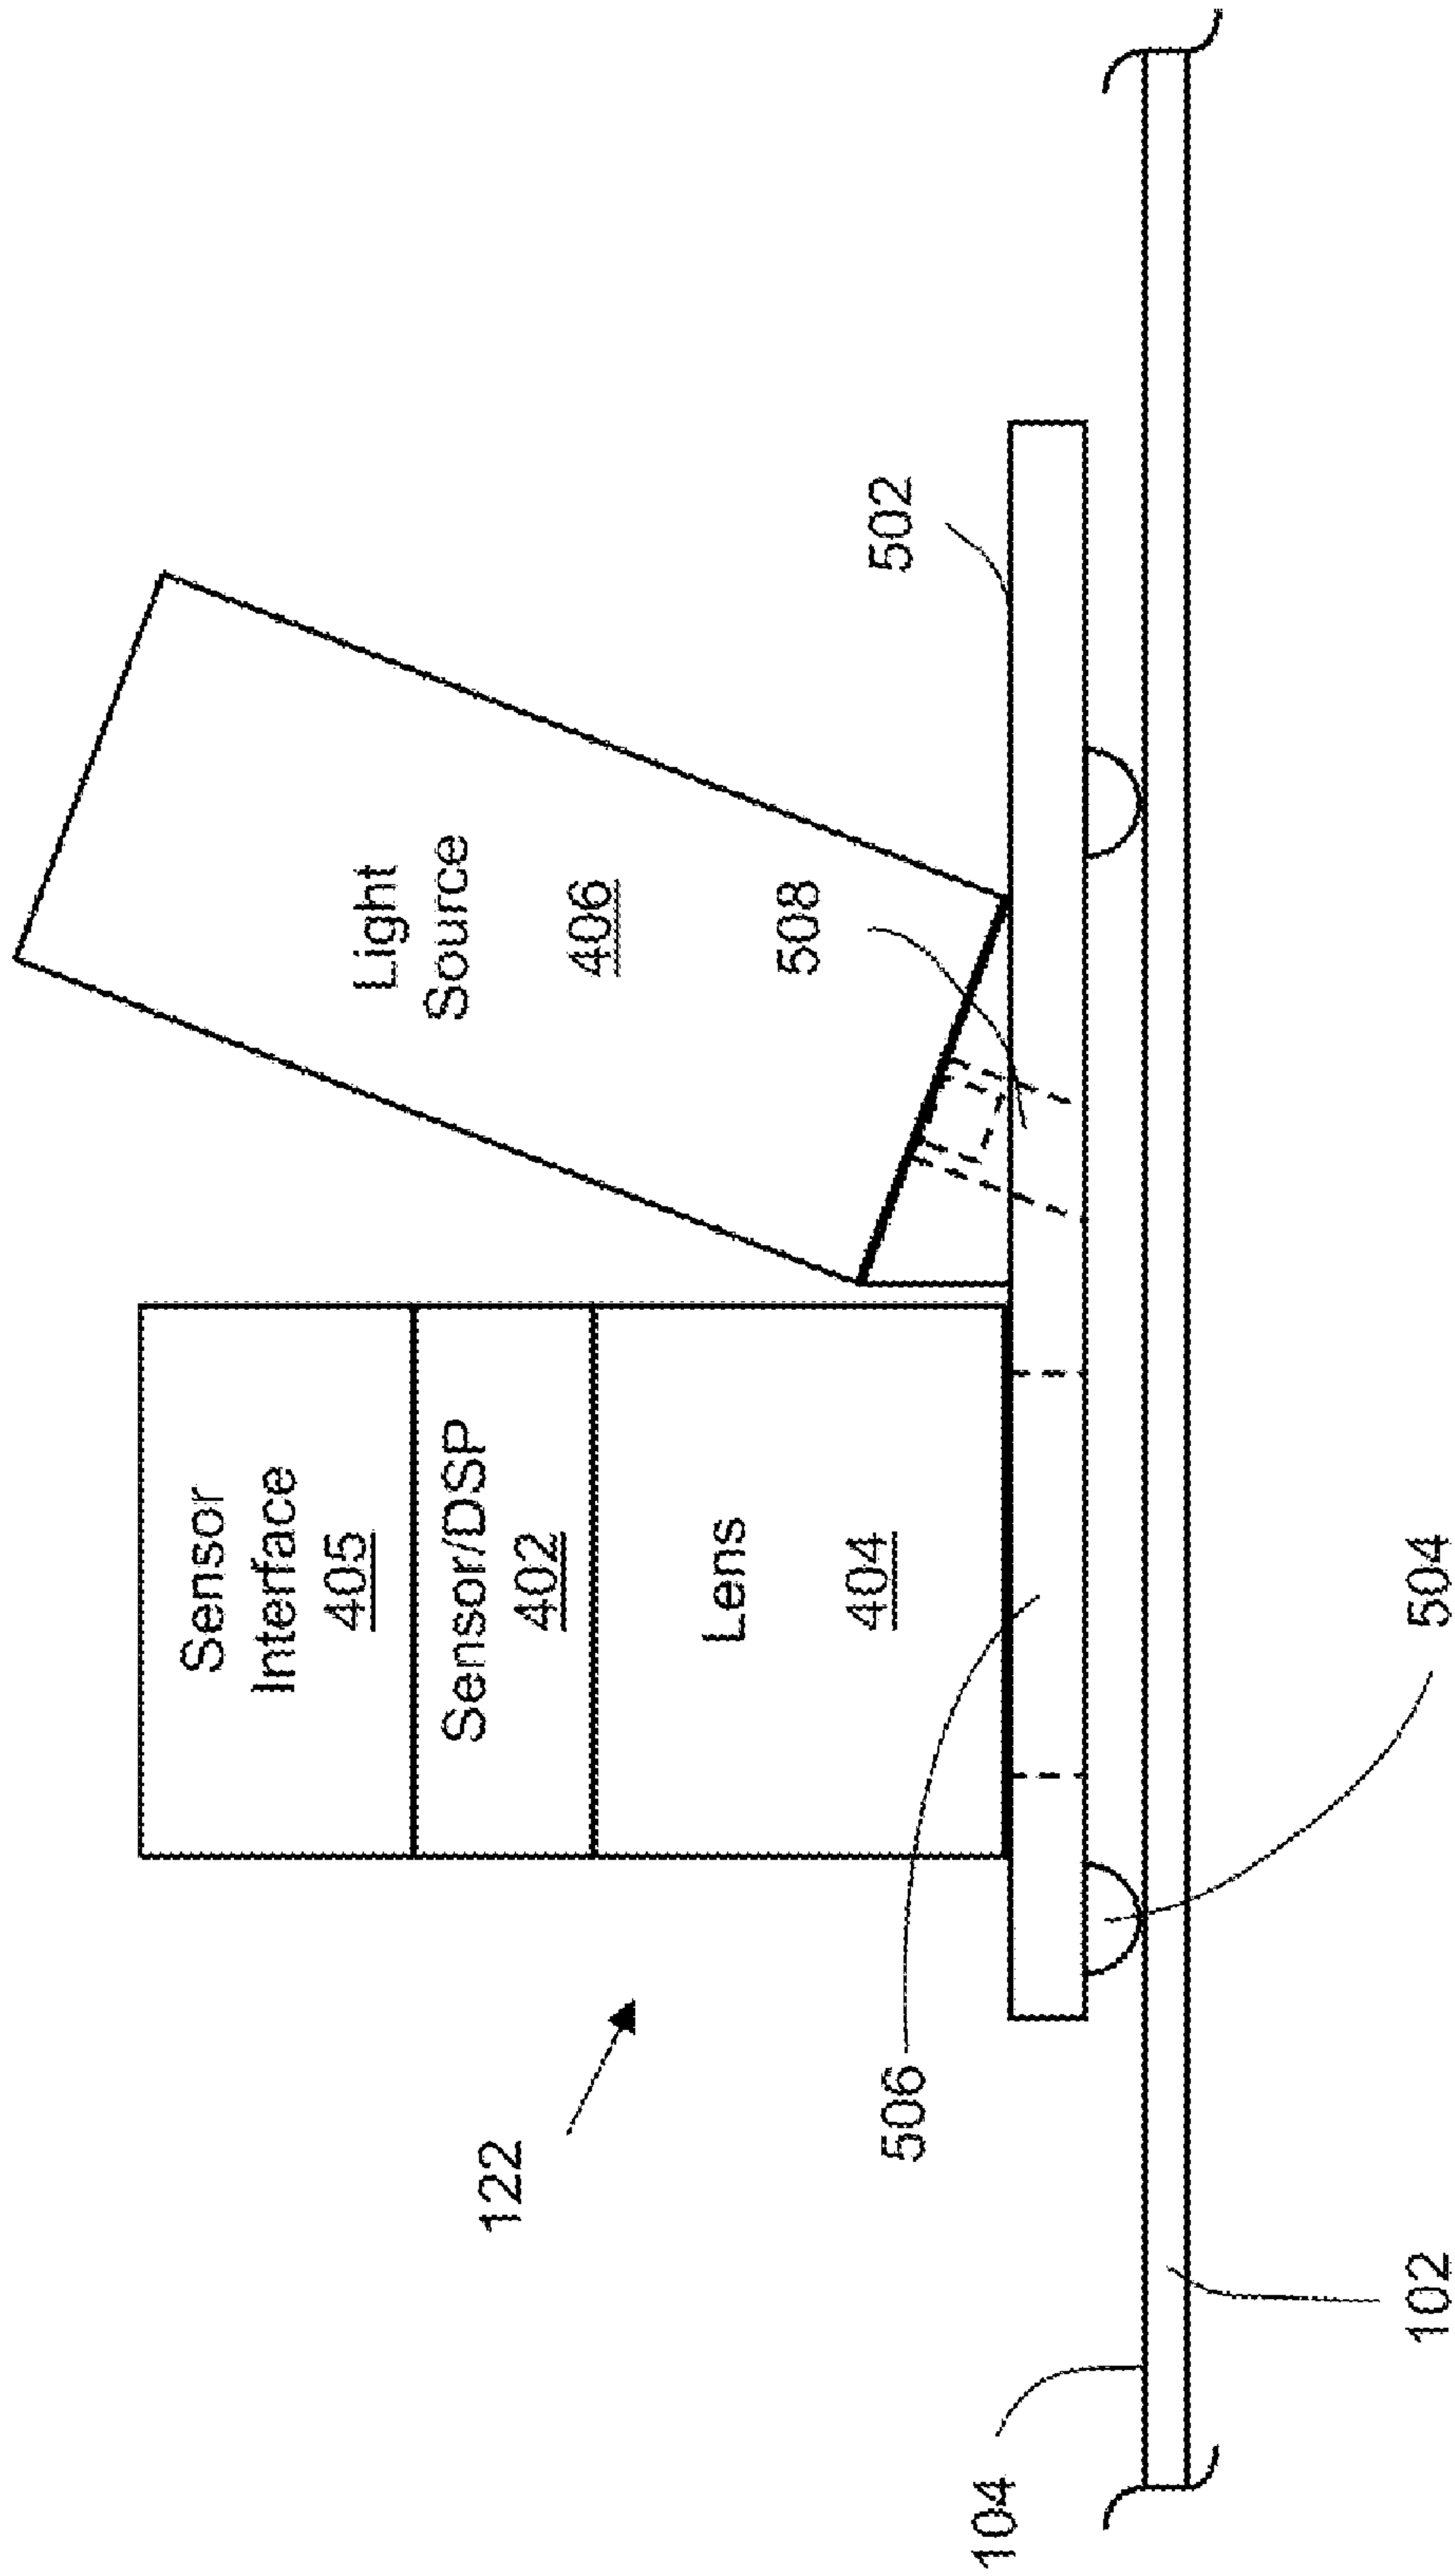 Sensor
Interface
405
Sensor/DSP
402
Lens
404
Light
Source
406
508
502
122
506
504
104
102